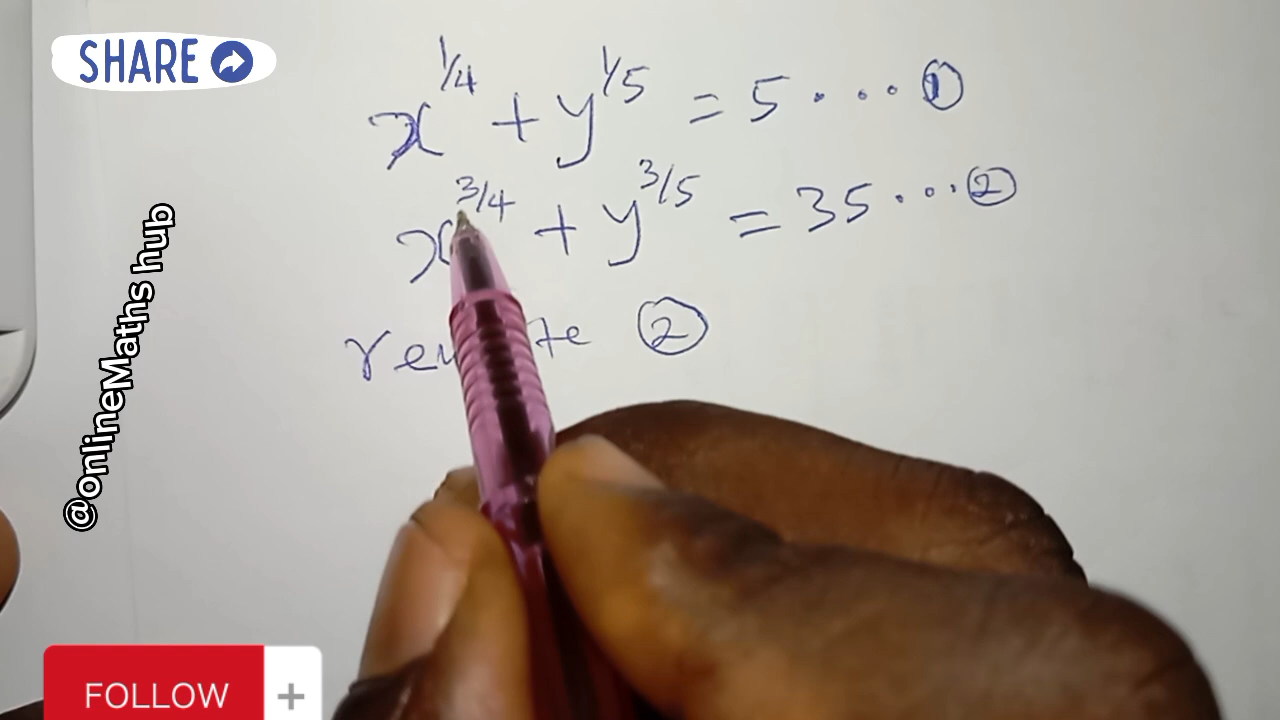 SHARE
x^1/4 + y^1/5 = 5 ... ①
x^3/4 + y^3/5 = 35 ... ②
②
@onlineMaths hub
FOLLOW +